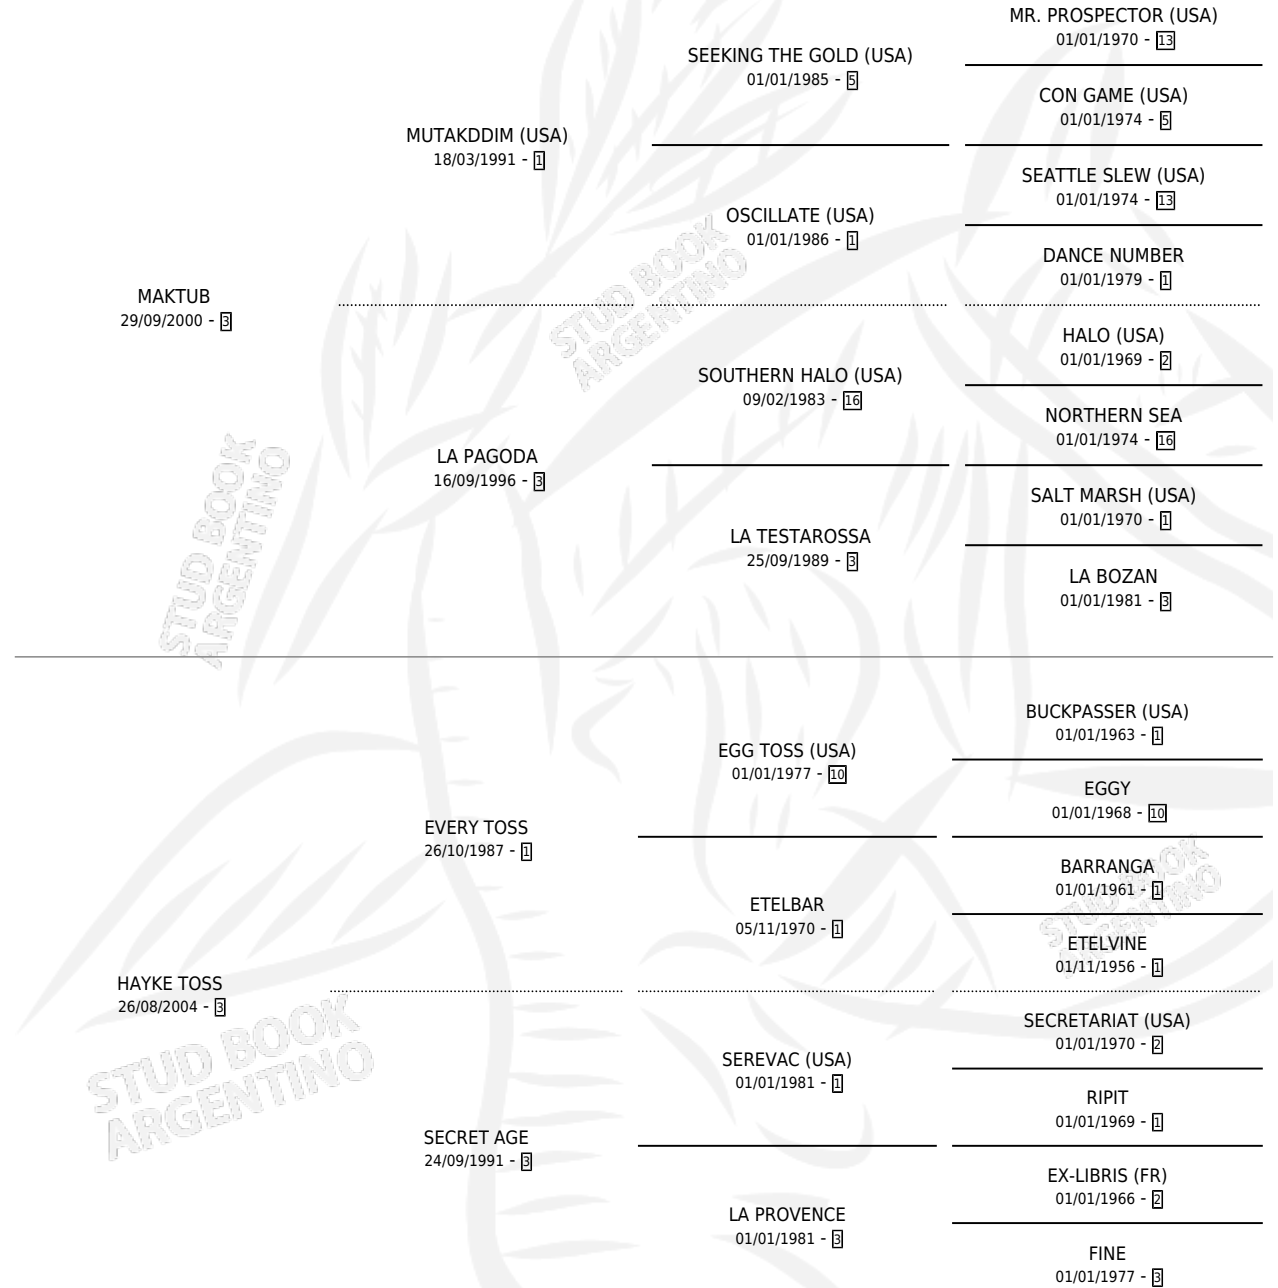 MR. PROSPECTOR (USA)
01/01/1970 - 13
SEEKING THE GOLD (USA)
01/01/1985 - 5
CON GAME (USA)
01/01/1974 - 5
MUTAKDDIM (USA)
18/03/1991 - 1
SEATTLE SLEW (USA)
01/01/1974 - 13
OSCILLATE (USA)
01/01/1986 - 1
DANCE NUMBER
01/01/1979 - 1
MAKTUB
29/09/2000 - 3
STUD BOOK
ARGENTINO
HALO (USA)
01/01/1969 - 2
SOUTHERN HALO (USA)
09/02/1983 - 16
NORTHERN SEA
01/01/1974 - 16
LA PAGODA
16/09/1996 - 3
SALT MARSH (USA)
01/01/1970 - 1
LA TESTAROSSA
25/09/1989 - 3
LA BOZAN
01/01/1981 - 3
STUD BOOK
ARGENTINO
BUCKPASSER (USA)
01/01/1963 - 1
EGG TOSS (USA)
01/01/1977 - 10
EGGY
01/01/1968 - 10
EVERY TOSS
26/10/1987 - 1
BARRANGA
01/01/1961 - 1
ETELBAR
05/11/1970 - 1
STUD BOOK
ARGENTINO
ETELVINE
01/11/1956 - 1
HAYKE TOSS
26/08/2004 - 3
SECRETARIAT (USA)
01/01/1970 - 2
SEREVAC (USA)
01/01/1981 - 1
RIPIT
01/01/1969 - 1
STUD BOOK
ARGENTINO
SECRET AGE
24/09/1991 - 3
EX-LIBRIS (FR)
01/01/1966 - 2
LA PROVENCE
01/01/1981 - 3
FINE
01/01/1977 - 3